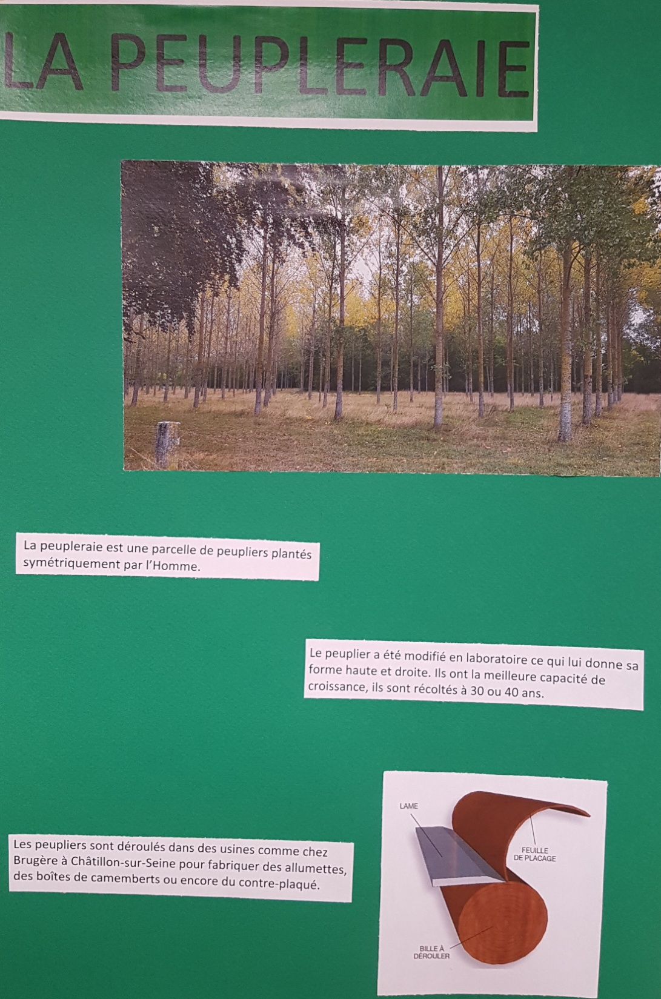 LA PEUPLERAIE
La peupleraie est une parcelle de peupliers plantés
symétriquement par l'Homme.
Le peuplier a été modifié en laboratoire ce qui lui donne sa
forme haute et droite. Ils ont la meilleure capacité de
croissance, ils sont récoltés à 30 ou 40 ans.
Les peupliers sont déroulés dans des usines comme chez
Brugère à Châtillon-sur-Seine pour fabriquer des allumettes,
des boîtes de camemberts ou encore du contre-plaqué.
LAME
FEUILLE
DE PLACAGE
BILLE À
DÉROULER